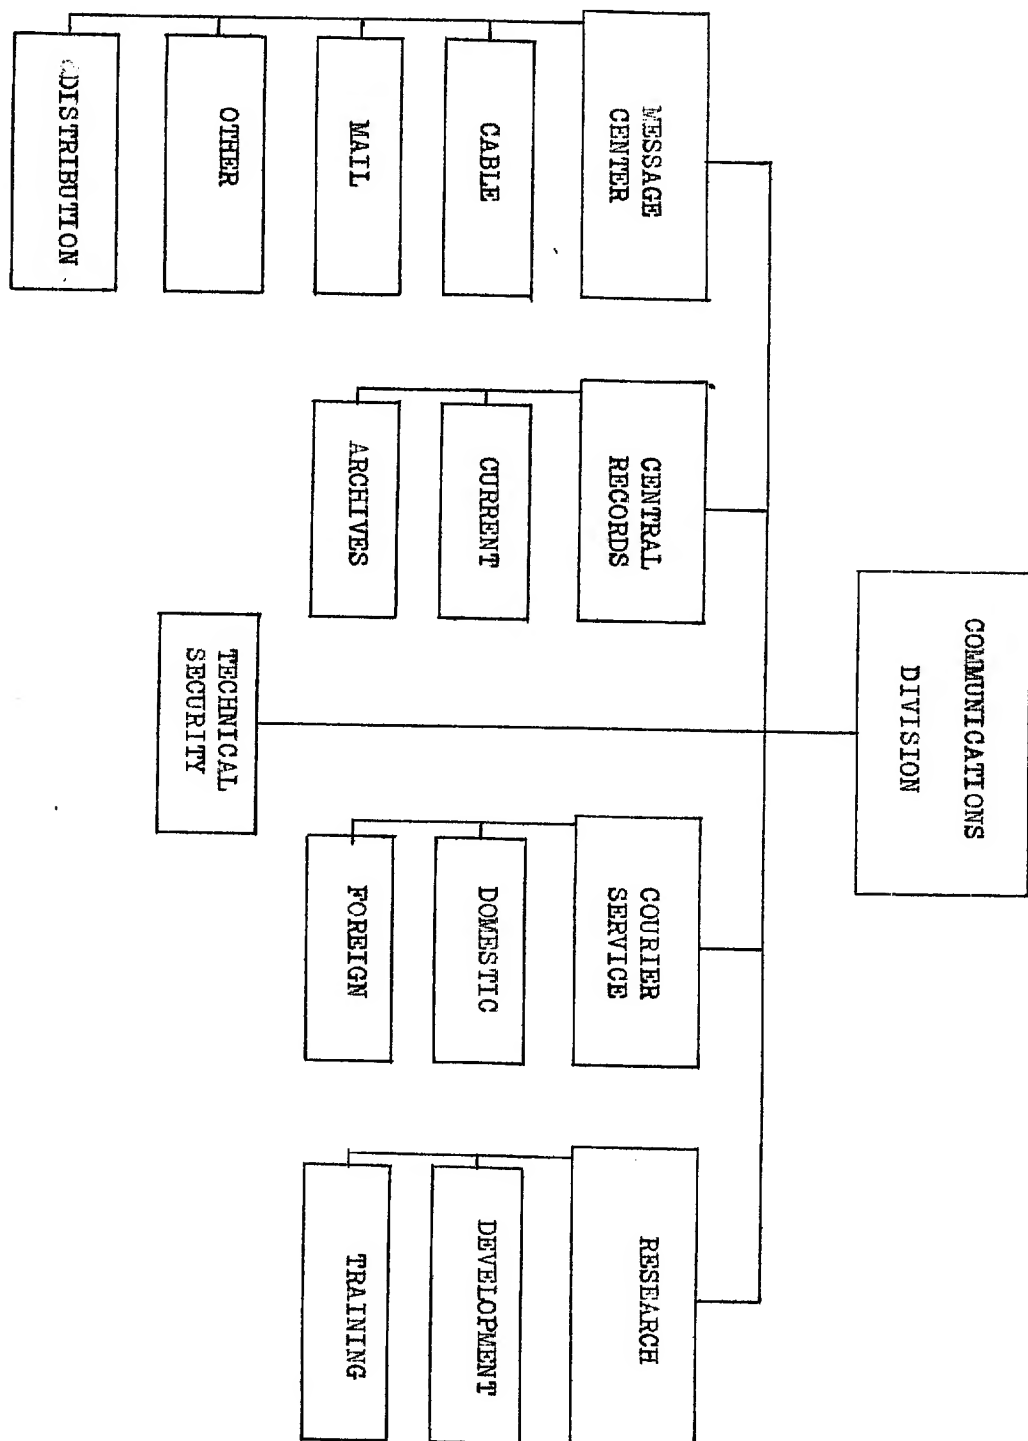 COMMUNICATIONS
DIVISION
MESSAGE
CENTER
CABLE
MAIL
OTHER
DISTRIBUTION
CENTRAL
RECORDS
CURRENT
ARCHIVES
TECHNICAL
SECURITY
COURIER
SERVICE
DOMESTIC
FOREIGN
RESEARCH
DEVELOPMENT
TRAINING